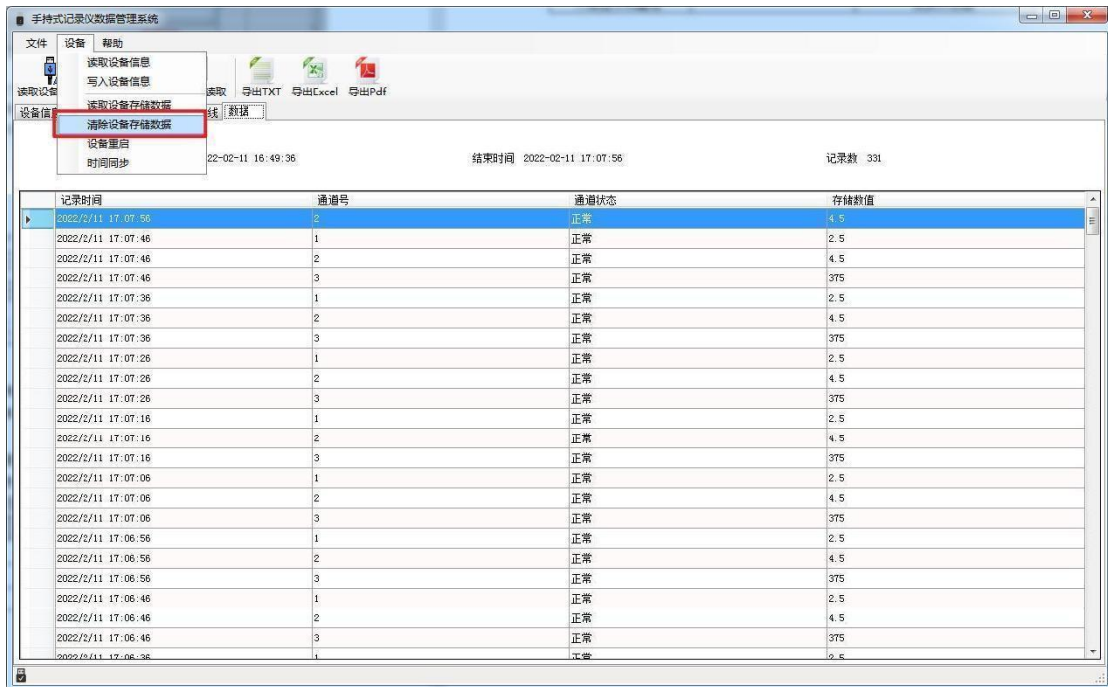 手持式记录仪数据管理系统
文件 设备 帮助
读取设备信息
写入设备信息
读取设备存储数据
清除设备存储数据
设备重启
时间同步
读取设备 读取 导出TXT 导出Excel 导出Pdf
设备信息 线 数据
22-02-11 16:49:36 结束时间 2022-02-11 17:07:56 记录数 331
记录时间 通道号 通道状态 存储数值
2022/2/11 17:07:56 2 正常 4.5
2022/2/11 17:07:46 1 正常 2.5
2022/2/11 17:07:46 2 正常 4.5
2022/2/11 17:07:46 3 正常 375
2022/2/11 17:07:36 1 正常 2.5
2022/2/11 17:07:36 2 正常 4.5
2022/2/11 17:07:36 3 正常 375
2022/2/11 17:07:26 1 正常 2.5
2022/2/11 17:07:26 2 正常 4.5
2022/2/11 17:07:26 3 正常 375
2022/2/11 17:07:16 1 正常 2.5
2022/2/11 17:07:16 2 正常 4.5
2022/2/11 17:07:16 3 正常 375
2022/2/11 17:07:06 1 正常 2.5
2022/2/11 17:07:06 2 正常 4.5
2022/2/11 17:07:06 3 正常 375
2022/2/11 17:06:56 1 正常 2.5
2022/2/11 17:06:56 2 正常 4.5
2022/2/11 17:06:56 3 正常 375
2022/2/11 17:06:46 1 正常 2.5
2022/2/11 17:06:46 2 正常 4.5
2022/2/11 17:06:46 3 正常 375
2022/2/11 17:06:36 1 正常 2.5